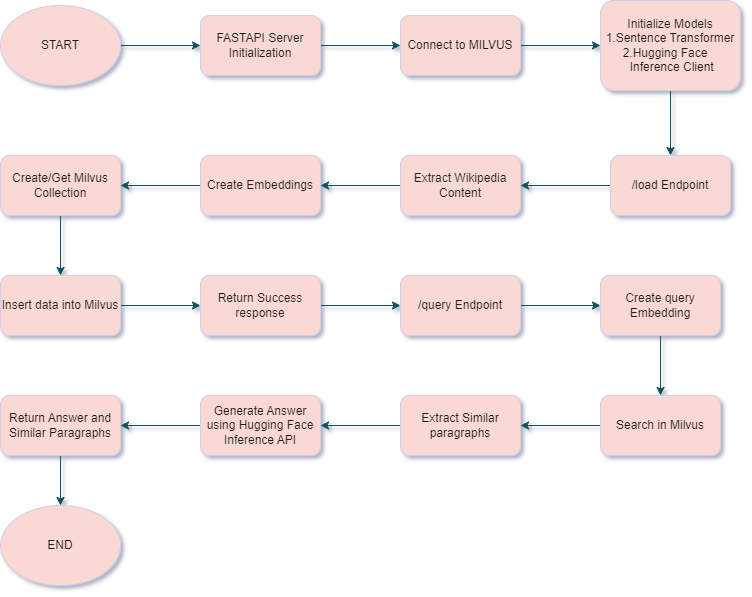 START
FASTAPI Server
Initialization
Connect to MILVUS
Initialize Models
1.Sentence Transformer
2.Hugging Face
Inference Client
/load Endpoint
Extract Wikipedia
Content
Create Embeddings
Create/Get Milvus
Collection
Insert data into Milvus
Return Success
response
/query Endpoint
Create query
Embedding
Search in Milvus
Extract Similar
paragraphs
Generate Answer
using Hugging Face
Inference API
Return Answer and
Similar Paragraphs
END